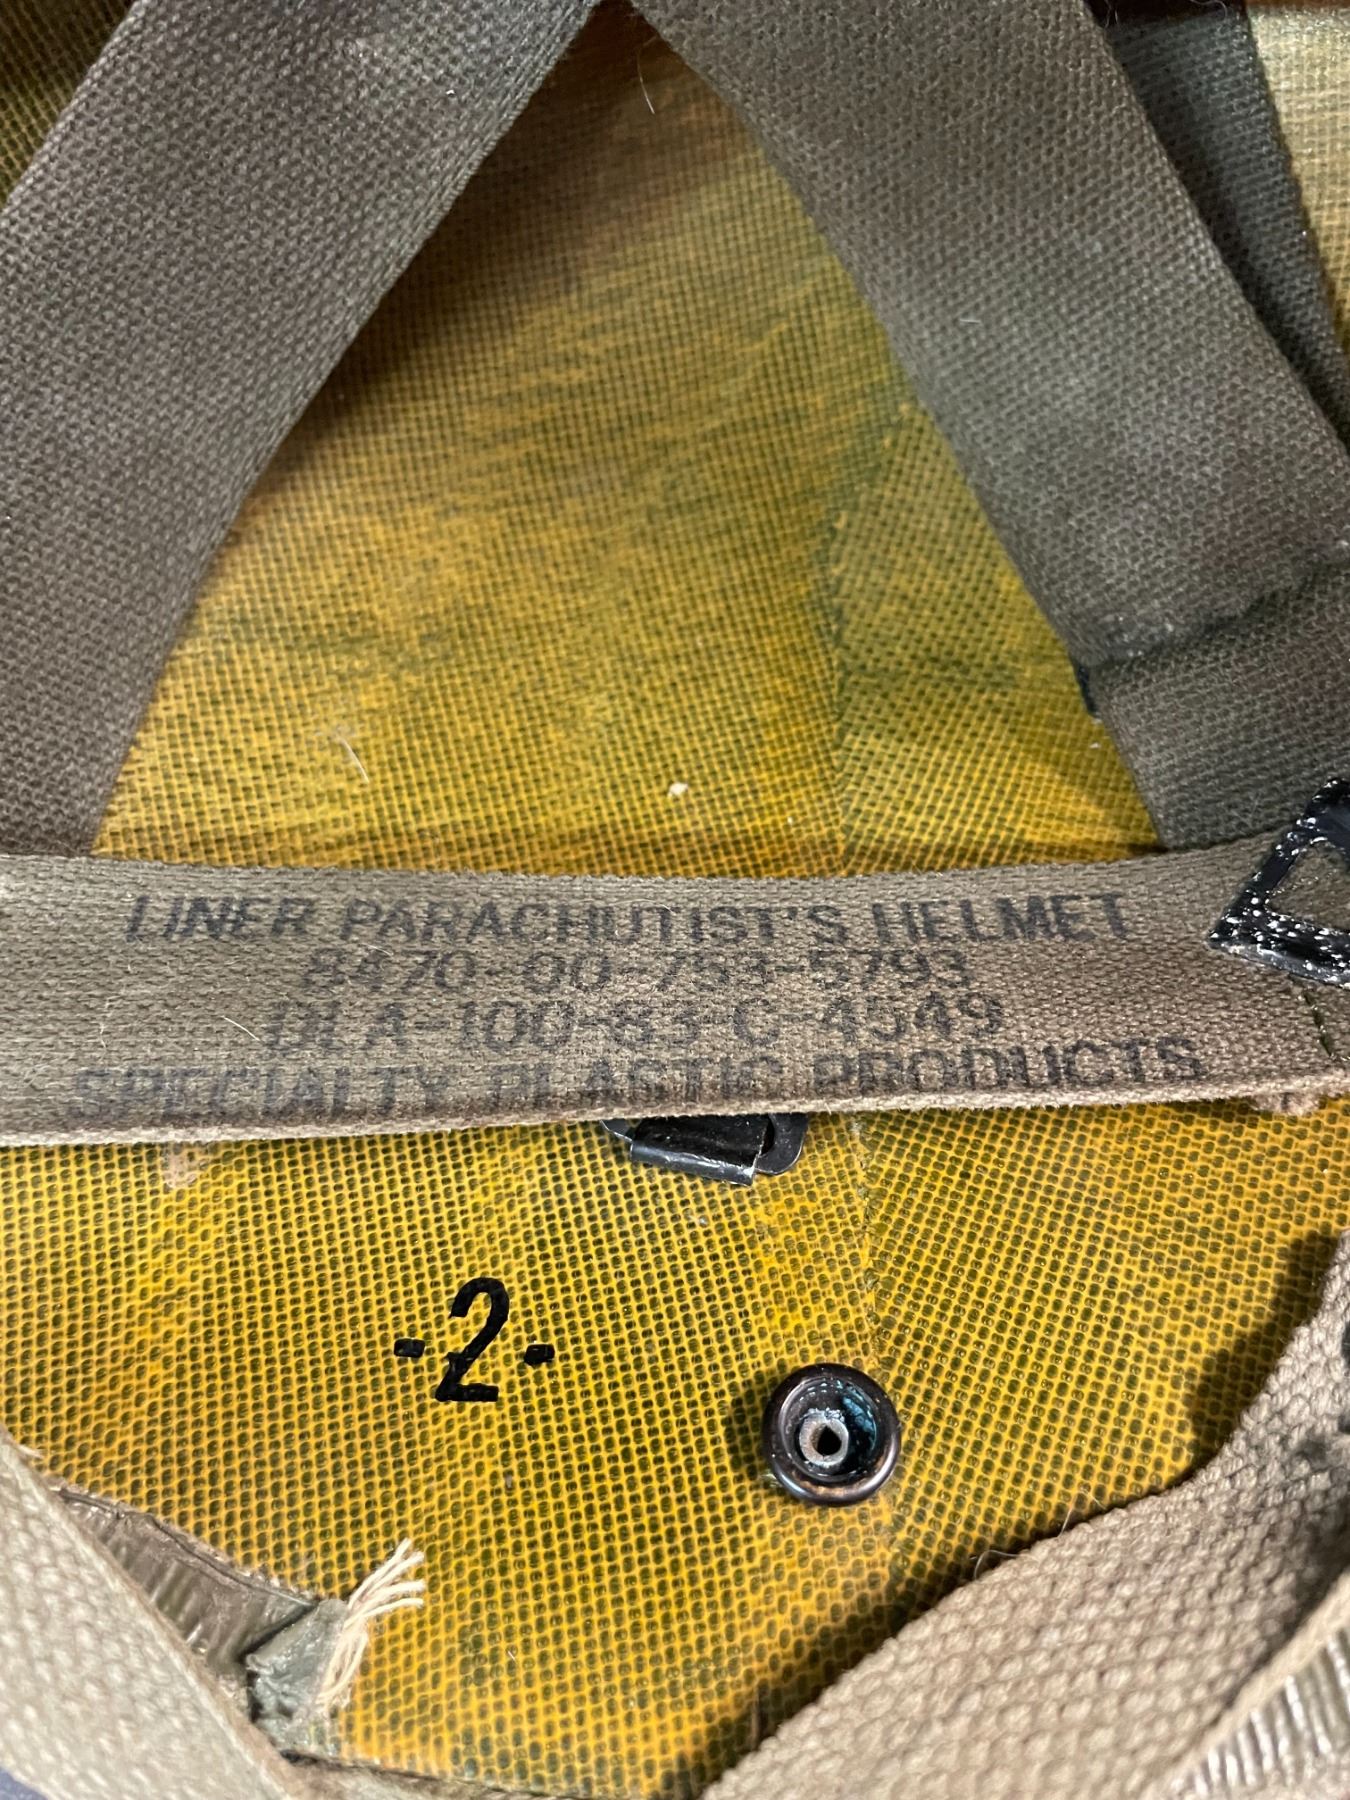 LINER PARACHUTIST'S HELMET
8470-00-753-5793
DLA-100-83-C-4549
SPECIALTY PLASTIC PRODUCTS
-2-